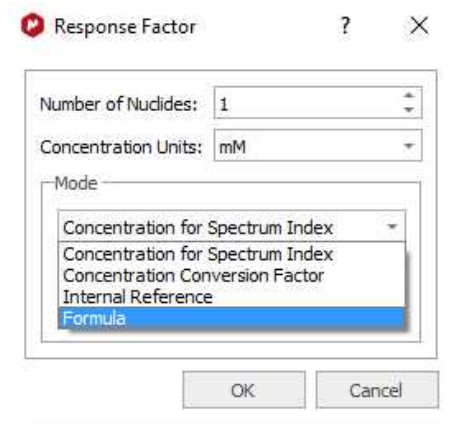 Response Factor ?
Number of Nuclides: 1
Concentration Units: mM
Mode
Concentration for Spectrum Index
Concentration for Spectrum Index
Concentration Conversion Factor
Internal Reference
Formula
OK Cancel